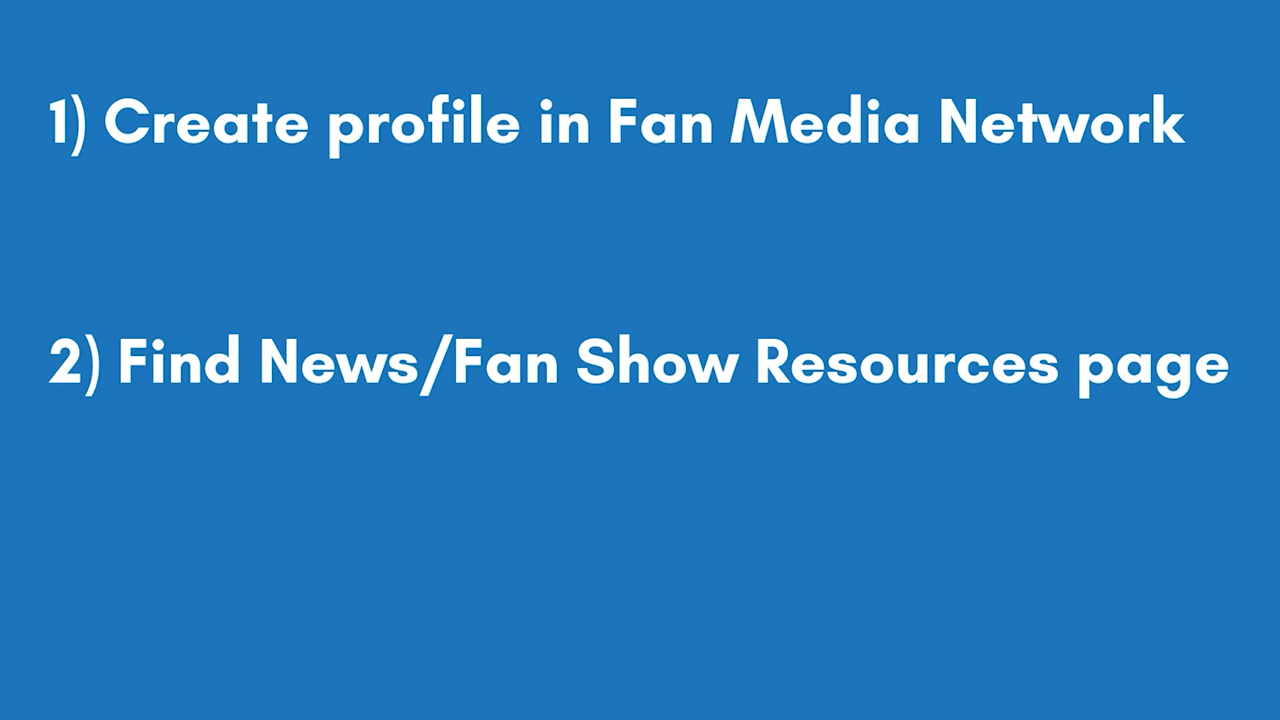 1) Create profile in Fan Media Network
2) Find News/Fan Show Resources page